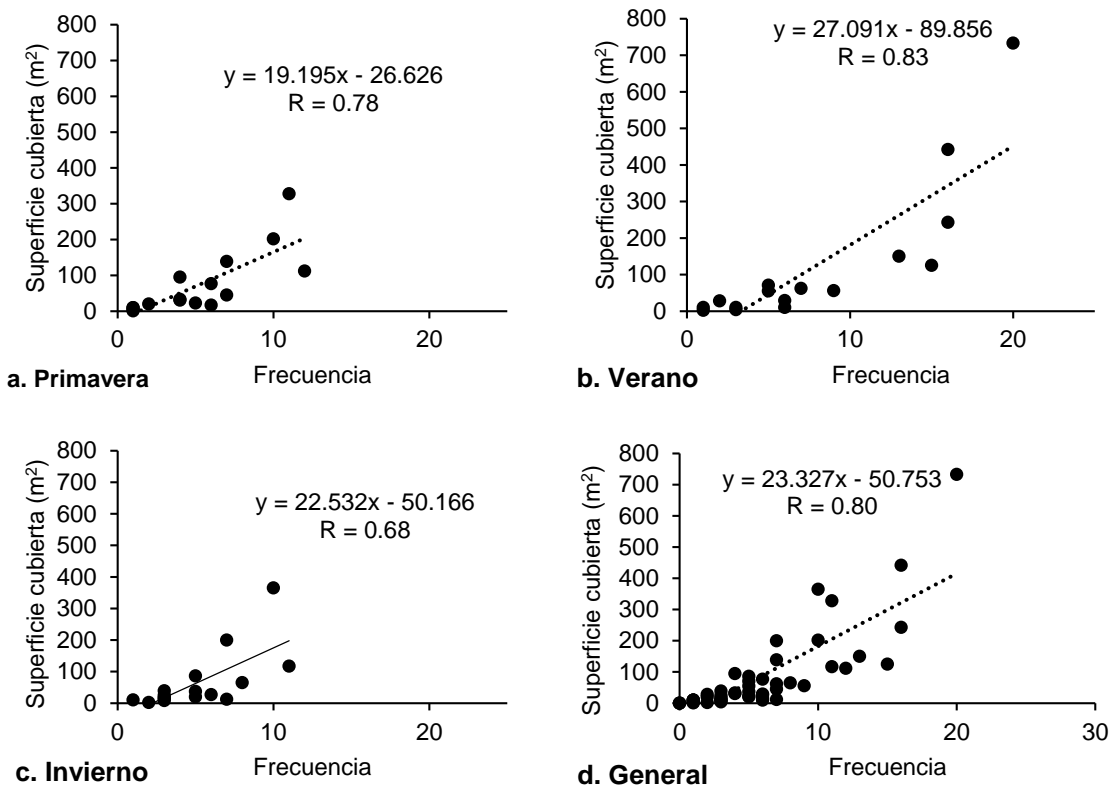 800
700
600
500
400
300
200
100
0
Superficie cubierta (m²)
y = 19.195x - 26.626
R = 0.78
0
10
20
a. Primavera
Frecuencia
800
700
600
500
400
300
200
100
0
Superficie cubierta (m²)
y = 27.091x - 89.856
R = 0.83
0
10
20
b. Verano
Frecuencia
800
700
600
500
400
300
200
100
0
Superficie cubierta (m²)
y = 22.532x - 50.166
R = 0.68
0
10
20
c. Invierno
Frecuencia
800
700
600
500
400
300
200
100
0
Superficie cubierta (m²)
y = 23.327x - 50.753
R = 0.80
0
10
20
30
d. General
Frecuencia